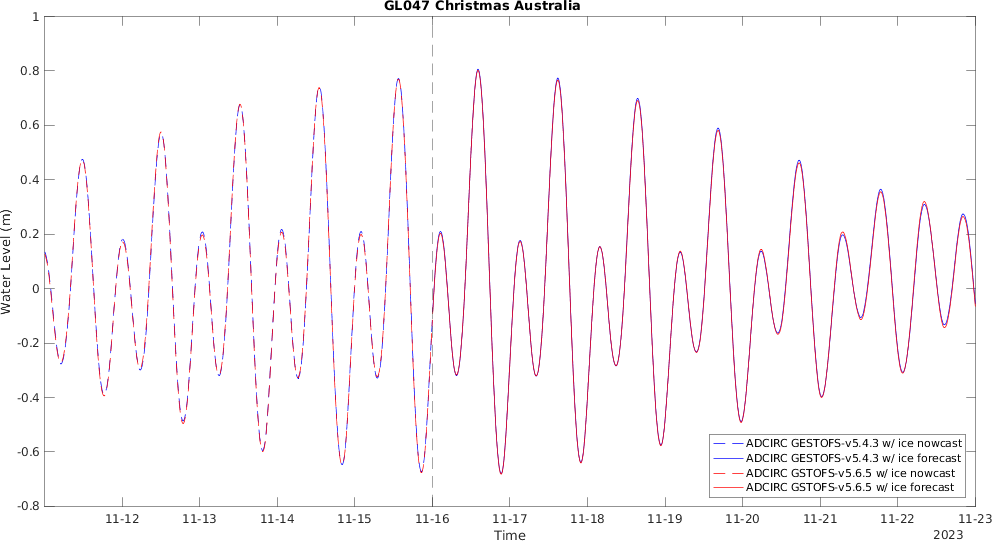 GL047 Christmas Australia
Water Level (m)
1
0.8
0.6
0.4
0.2
0
-0.2
-0.4
-0.6
-0.8
ADCIRC GESTOFS-v5.4.3 w/ ice nowcast
ADCIRC GESTOFS-v5.4.3 w/ ice forecast
ADCIRC GSTOFS-v5.6.5 w/ ice nowcast
ADCIRC GSTOFS-v5.6.5 w/ ice forecast
11-12 11-13 11-14 11-15 11-16 11-17 11-18 11-19 11-20 11-21 11-22 11-23
Time
2023